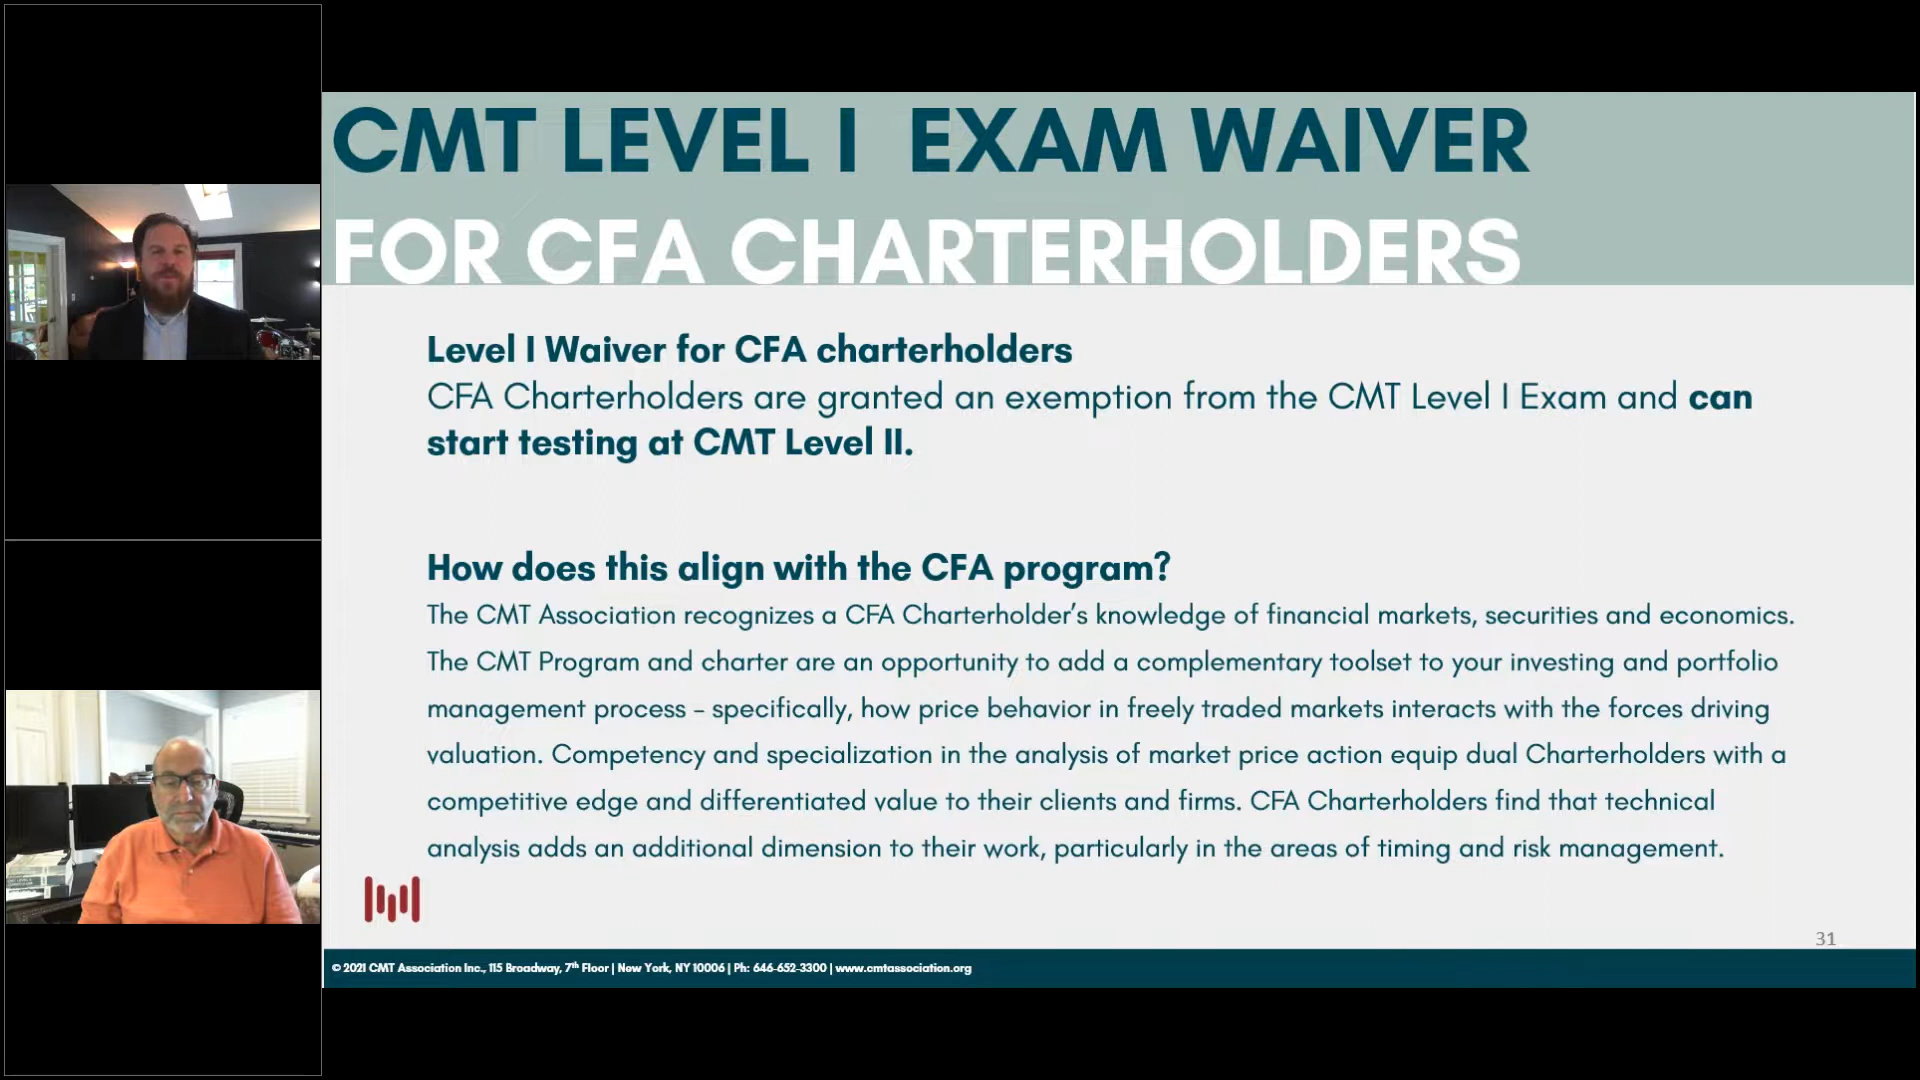 CMT LEVEL I EXAM WAIVER
FOR CFA CHARTERHOLDERS
Level I Waiver for CFA charterholders
CFA Charterholders are granted an exemption from the CMT Level I Exam and can
start testing at CMT Level II.
How does this align with the CFA program?
The CMT Association recognizes a CFA Charterholder’s knowledge of financial markets, securities and economics.
The CMT Program and charter are an opportunity to add a complementary toolset to your investing and portfolio
management process – specifically, how price behavior in freely traded markets interacts with the forces driving
valuation. Competency and specialization in the analysis of market price action equip dual Charterholders with a
competitive edge and differentiated value to their clients and firms. CFA Charterholders find that technical
analysis adds an additional dimension to their work, particularly in the areas of timing and risk management.
31
© 2021 CMT Association Inc., 115 Broadway, 7th Floor | New York, NY 10006 | Ph: 646-652-3300 | www.cmtassociation.org